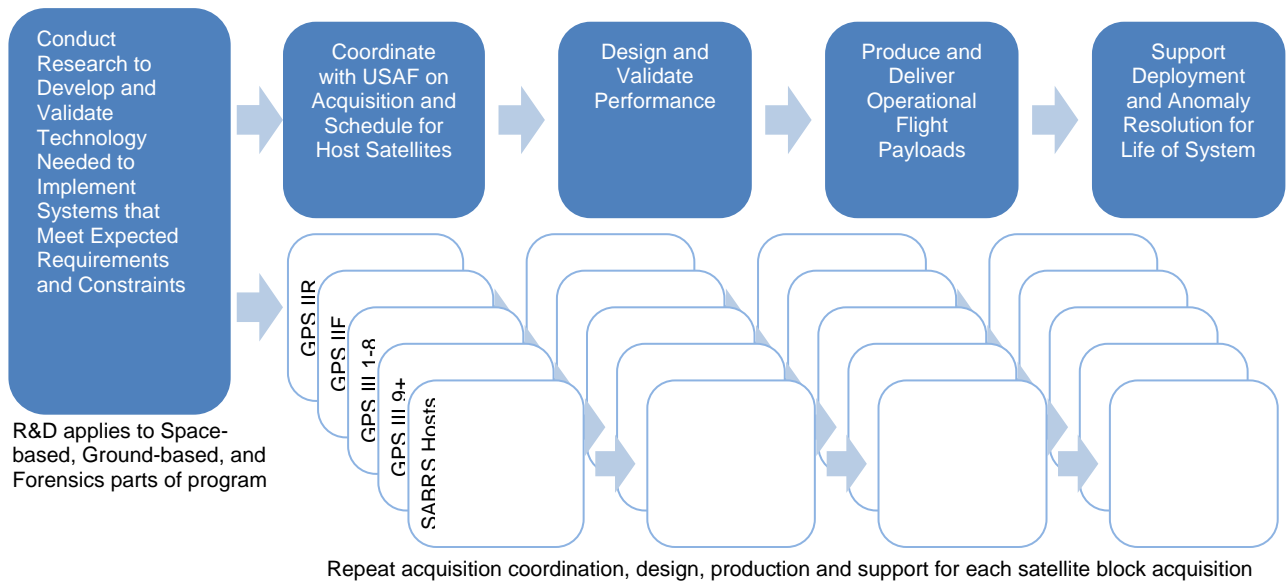 Conduct
Research to
Develop and
Validate
Technology
Needed to
Implement
Systems that
Meet Expected
Requirements
and Constraints
Coordinate
with USAF on
Acquisition and
Schedule for
Host Satellites
Design and
Validate
Performance
Produce and
Deliver
Operational
Flight
Payloads
Support
Deployment
and Anomaly
Resolution for
Life of System
GPS IIR
GPS IIF
GPS III 1-8
GPS III 9+
SABRS Hosts
R&D applies to Space-
based, Ground-based, and
Forensics parts of program
Repeat acquisition coordination, design, production and support for each satellite block acquisition